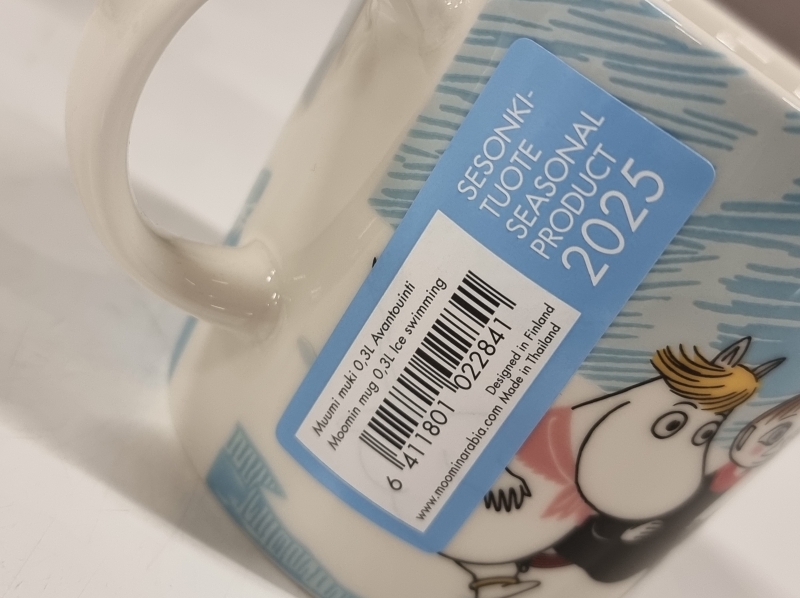 SESONKI-
TUOTE
SEASONAL
PRODUCT
2025
Muumi muki 0,3L Avantouinti
Moomin mug 0,3L Ice swimming
6 411801 022841
Designed in Finland
www.moominarabia.com Made in Thailand